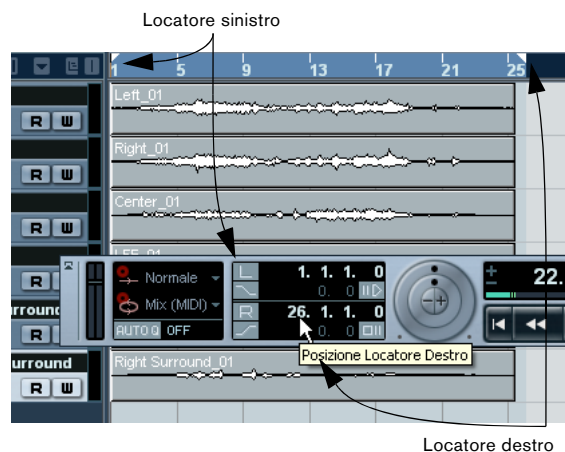 Locatore sinistro
1 5 9 13 17 21 25
Left_01
R W
Right_01
R W
Center_01
R W
LFE_01
R
Normale
L 1. 1. 1. 0
0. 0
Mix (MIDI)
R 26. 1. 1. 0
AUTO Q OFF
0. 0
22.
Posizione Locatore Destro
R
urround
Right Surround_01
R W
Locatore destro